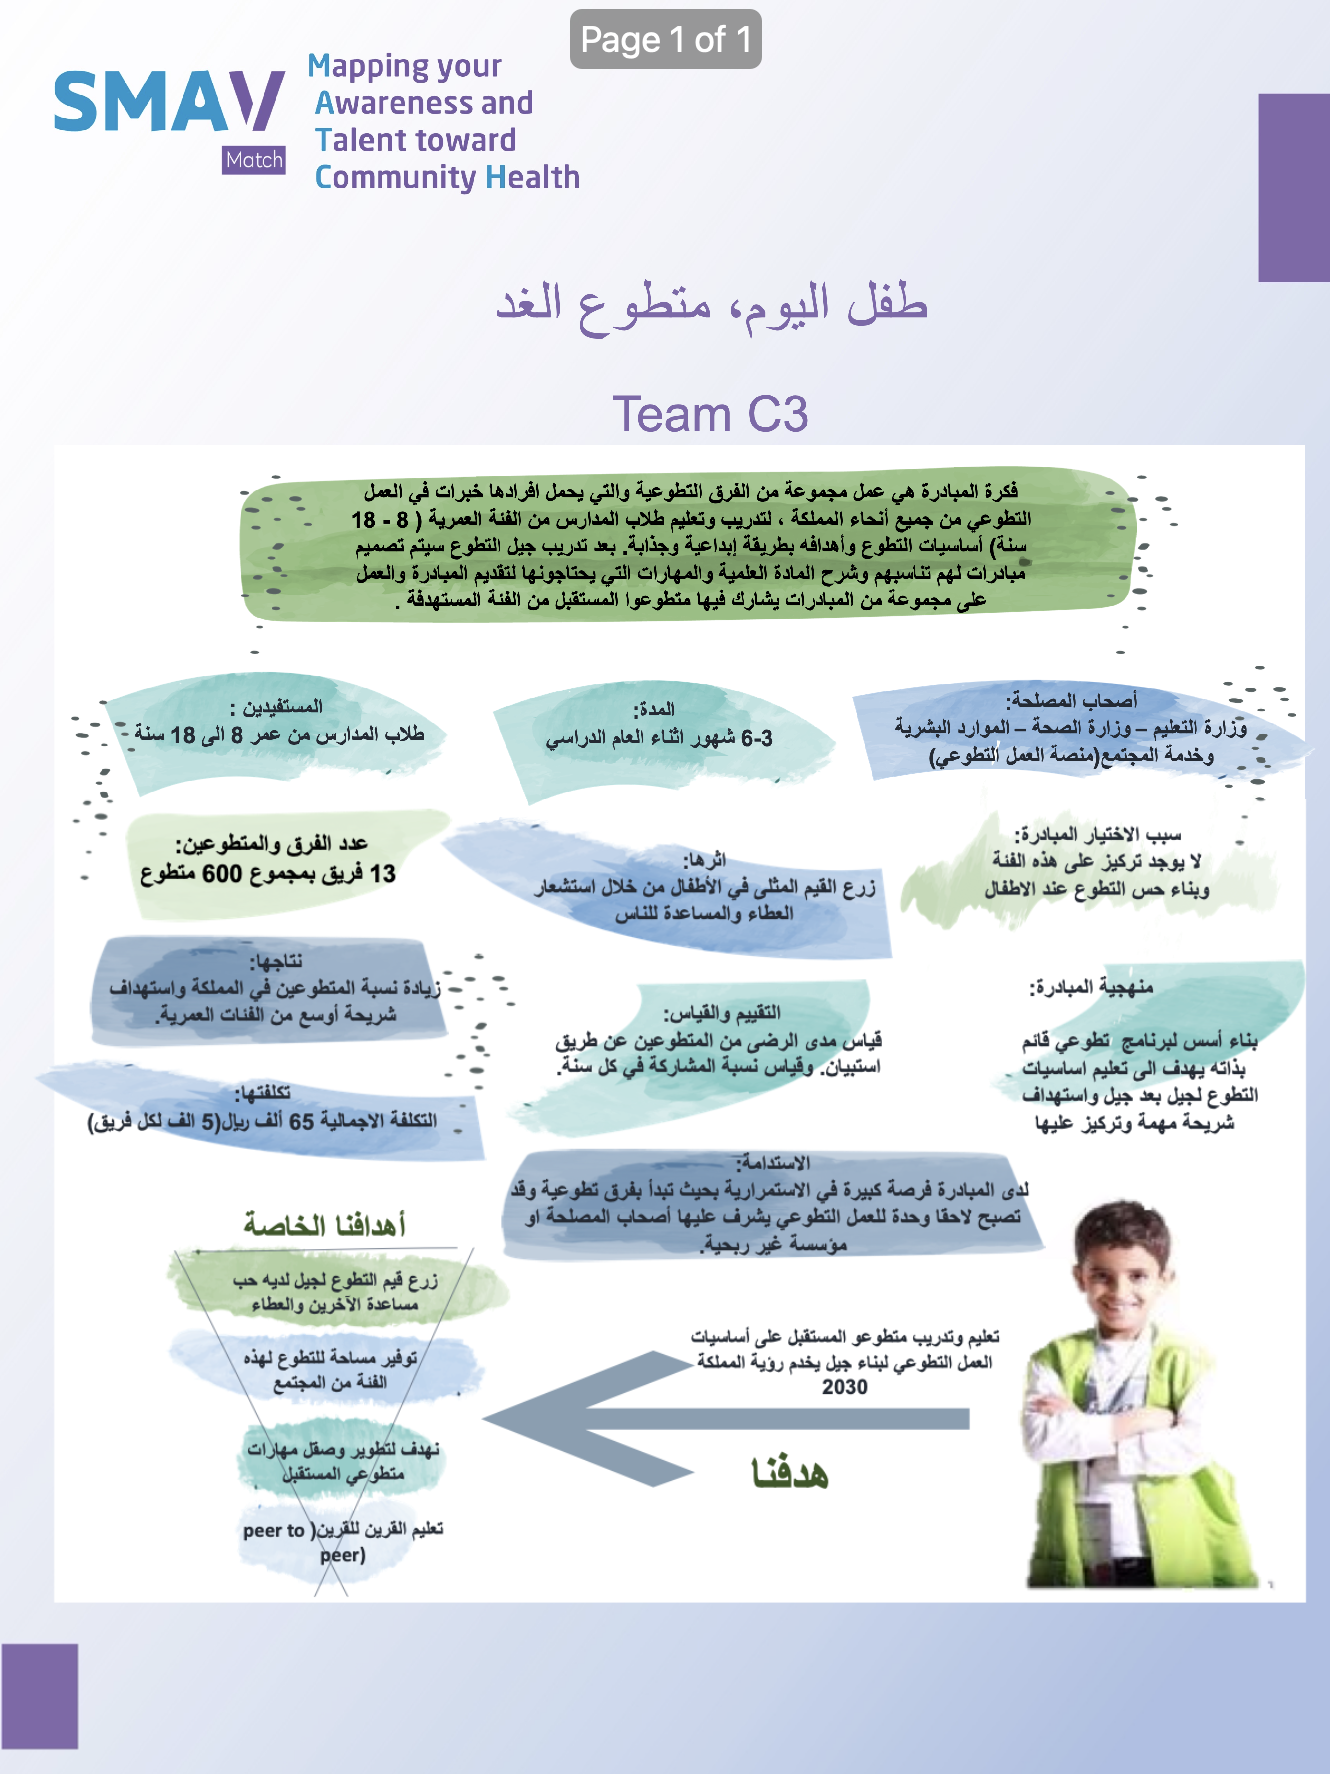 Page 1 of 1
SMAV
Match
Mapping your
Awareness and
Talent toward
Community Health
طفل اليوم، متطوع الغد
Team C3
فكرة المبادرة هي عمل مجموعة من الفرق التطوعية والتي يحمل افرادها خبرات في العمل
التطوعي من جميع أنحاء المملكة ، لتدريب وتعليم طلاب المدارس من الفئة العمرية ( 8 - 18
سنة) أساسيات التطوع وأهدافه بطريقة إبداعية وجذابة. بعد تدريب جيل التطوع سيتم تصميم
مبادرات لهم تناسبهم وشرح المادة العلمية والمهارات التي يحتاجونها لتقديم المبادرة والعمل
على مجموعة من المبادرات يشارك فيها متطوعوا المستقبل من الفئة المستهدفة .
أصحاب المصلحة:
وزارة التعليم – وزارة الصحة – الموارد البشرية
وخدمة المجتمع(منصة العمل التطوعي)
المدة:
3-6 شهور اثناء العام الدراسي
المستفيدين :
طلاب المدارس من عمر 8 الى 18 سنة
سبب الاختيار المبادرة:
لا يوجد تركيز على هذه الفئة
وبناء حس التطوع عند الاطفال
اثرها:
زرع القيم المثلى في الأطفال من خلال استشعار
العطاء والمساعدة للناس
عدد الفرق والمتطوعين:
13 فريق بمجموع 600 متطوع
منهجية المبادرة:
بناء أسس لبرنامج تطوعي قائم
بذاته يهدف الى تعليم اساسيات
التطوع لجيل بعد جيل واستهداف
شريحة مهمة وتركيز عليها
التقييم والقياس:
قياس مدى الرضى من المتطوعين عن طريق
استبيان. وقياس نسبة المشاركة في كل سنة.
نتاجها:
زيادة نسبة المتطوعين في المملكة واستهداف
شريحة أوسع من الفئات العمرية.
تكلفتها:
التكلفة الاجمالية 65 ألف ريال(5 الف لكل فريق)
الاستدامة:
لدى المبادرة فرصة كبيرة في الاستمرارية بحيث تبدأ بفرق تطوعية وقد
تصبح لاحقا وحدة للعمل التطوعي يشرف عليها أصحاب المصلحة او
مؤسسة غير ربحية.
تعليم وتدريب متطوعو المستقبل على أساسيات
العمل التطوعي لبناء جيل يخدم رؤية المملكة
2030
هدفنا
أهدافنا الخاصة
زرع قيم التطوع لجيل لديه حب
مساعدة الآخرين والعطاء
توفير مساحة للتطوع لهذه
الفئة من المجتمع
نهدف لتطوير وصقل مهارات
متطوعي المستقبل
تعليم القرين للقرين( peer to
peer)